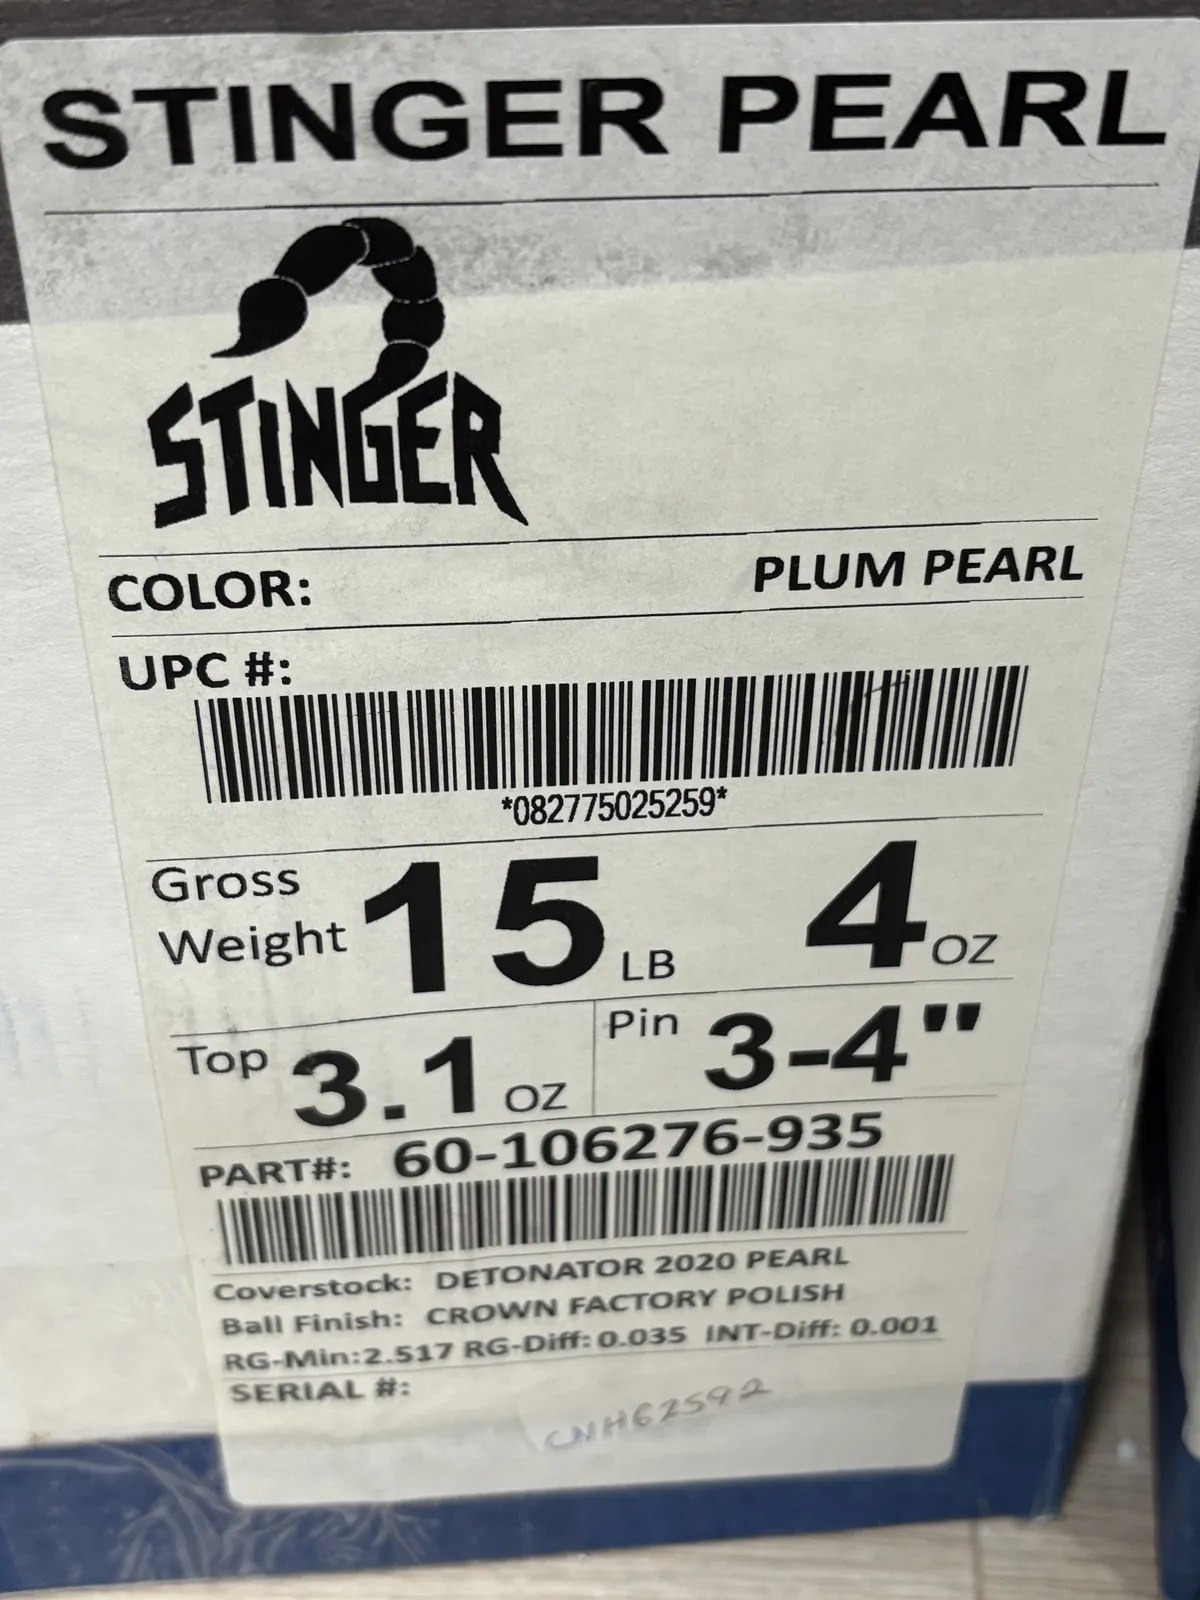 STINGER PEARL
STINGER
COLOR: PLUM PEARL
UPC #:
*082775025259*
Gross Weight 15 LB 4 OZ
Top 3.1 OZ Pin 3-4"
PART#: 60-106276-935
Coverstock: DETONATOR 2020 PEARL
Ball Finish: CROWN FACTORY POLISH
RG-Min:2.517 RG-Diff: 0.035 INT-Diff: 0.001
SERIAL #:
CNH62592